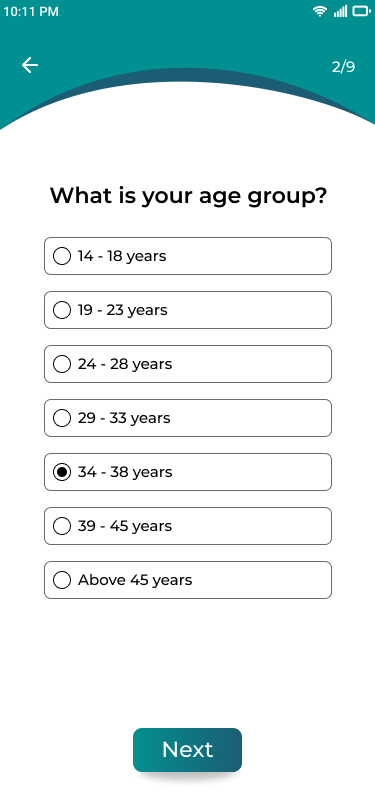 10:11 PM
2/9
What is your age group?
14 - 18 years
19 - 23 years
24 - 28 years
29 - 33 years
34 - 38 years
39 - 45 years
Above 45 years
Next